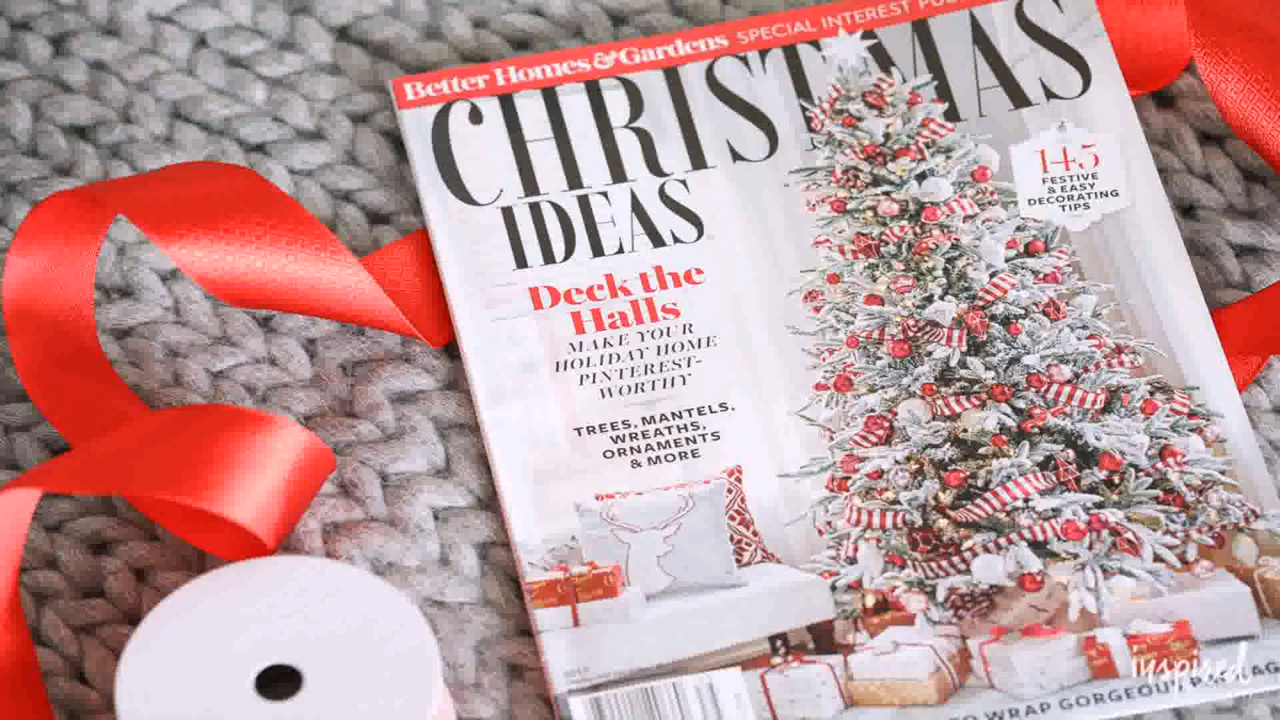 Better Homes & Gardens SPECIAL INTEREST
CHRISTMAS
IDEAS
145
FESTIVE
& EASY
DECORATING
TIPS
Deck the
Halls
MAKE YOUR
HOLIDAY HOME
PINTEREST-
WORTHY
TREES, MANTELS,
WREATHS,
ORNAMENTS
& MORE
inspired
TO WRAP GORGEOUS